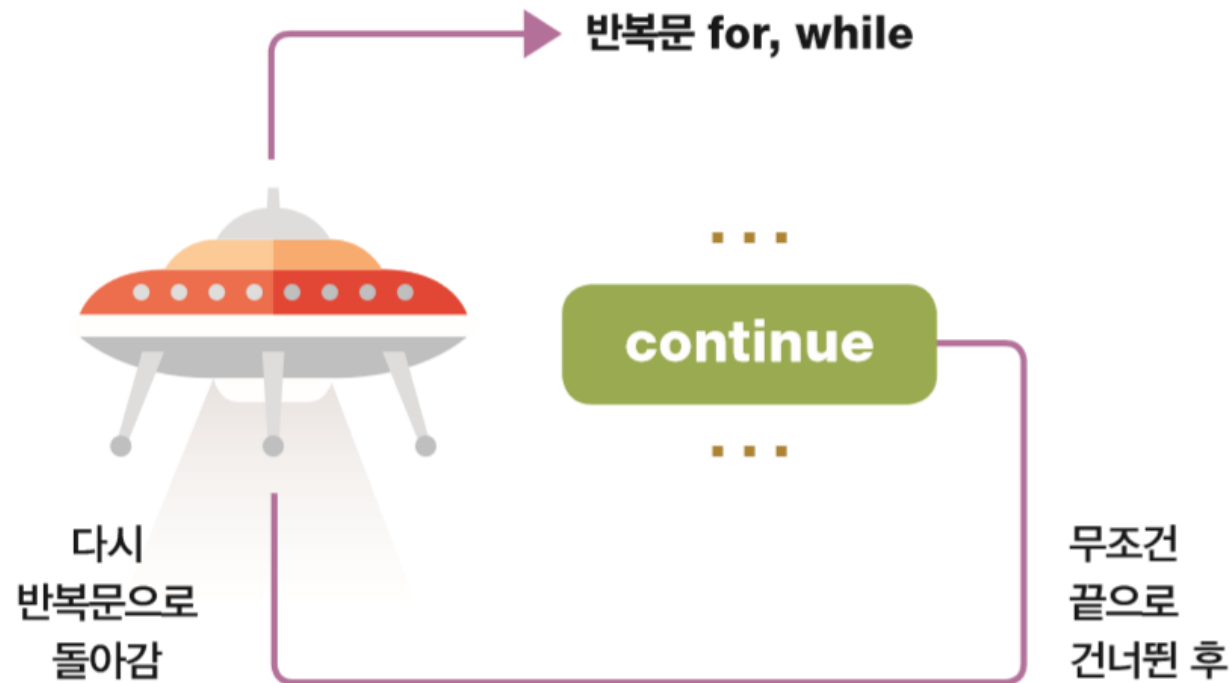 반복문 for, while
...
continue
...
무조건
끝으로
건너뛴 후
다시
반복문으로
돌아감